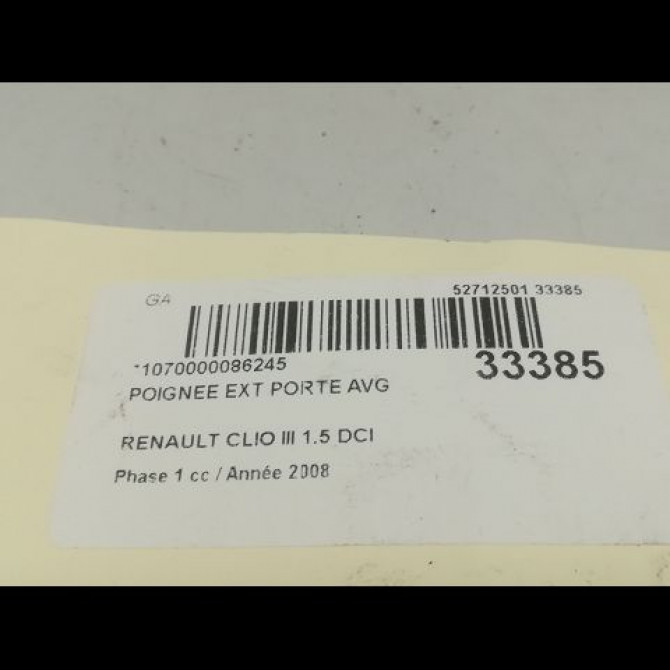 GA 52712501 33385
*1070000086245 33385
POIGNEE EXT PORTE AVG
RENAULT CLIO III 1.5 DCI
Phase 1 cc / Année 2008